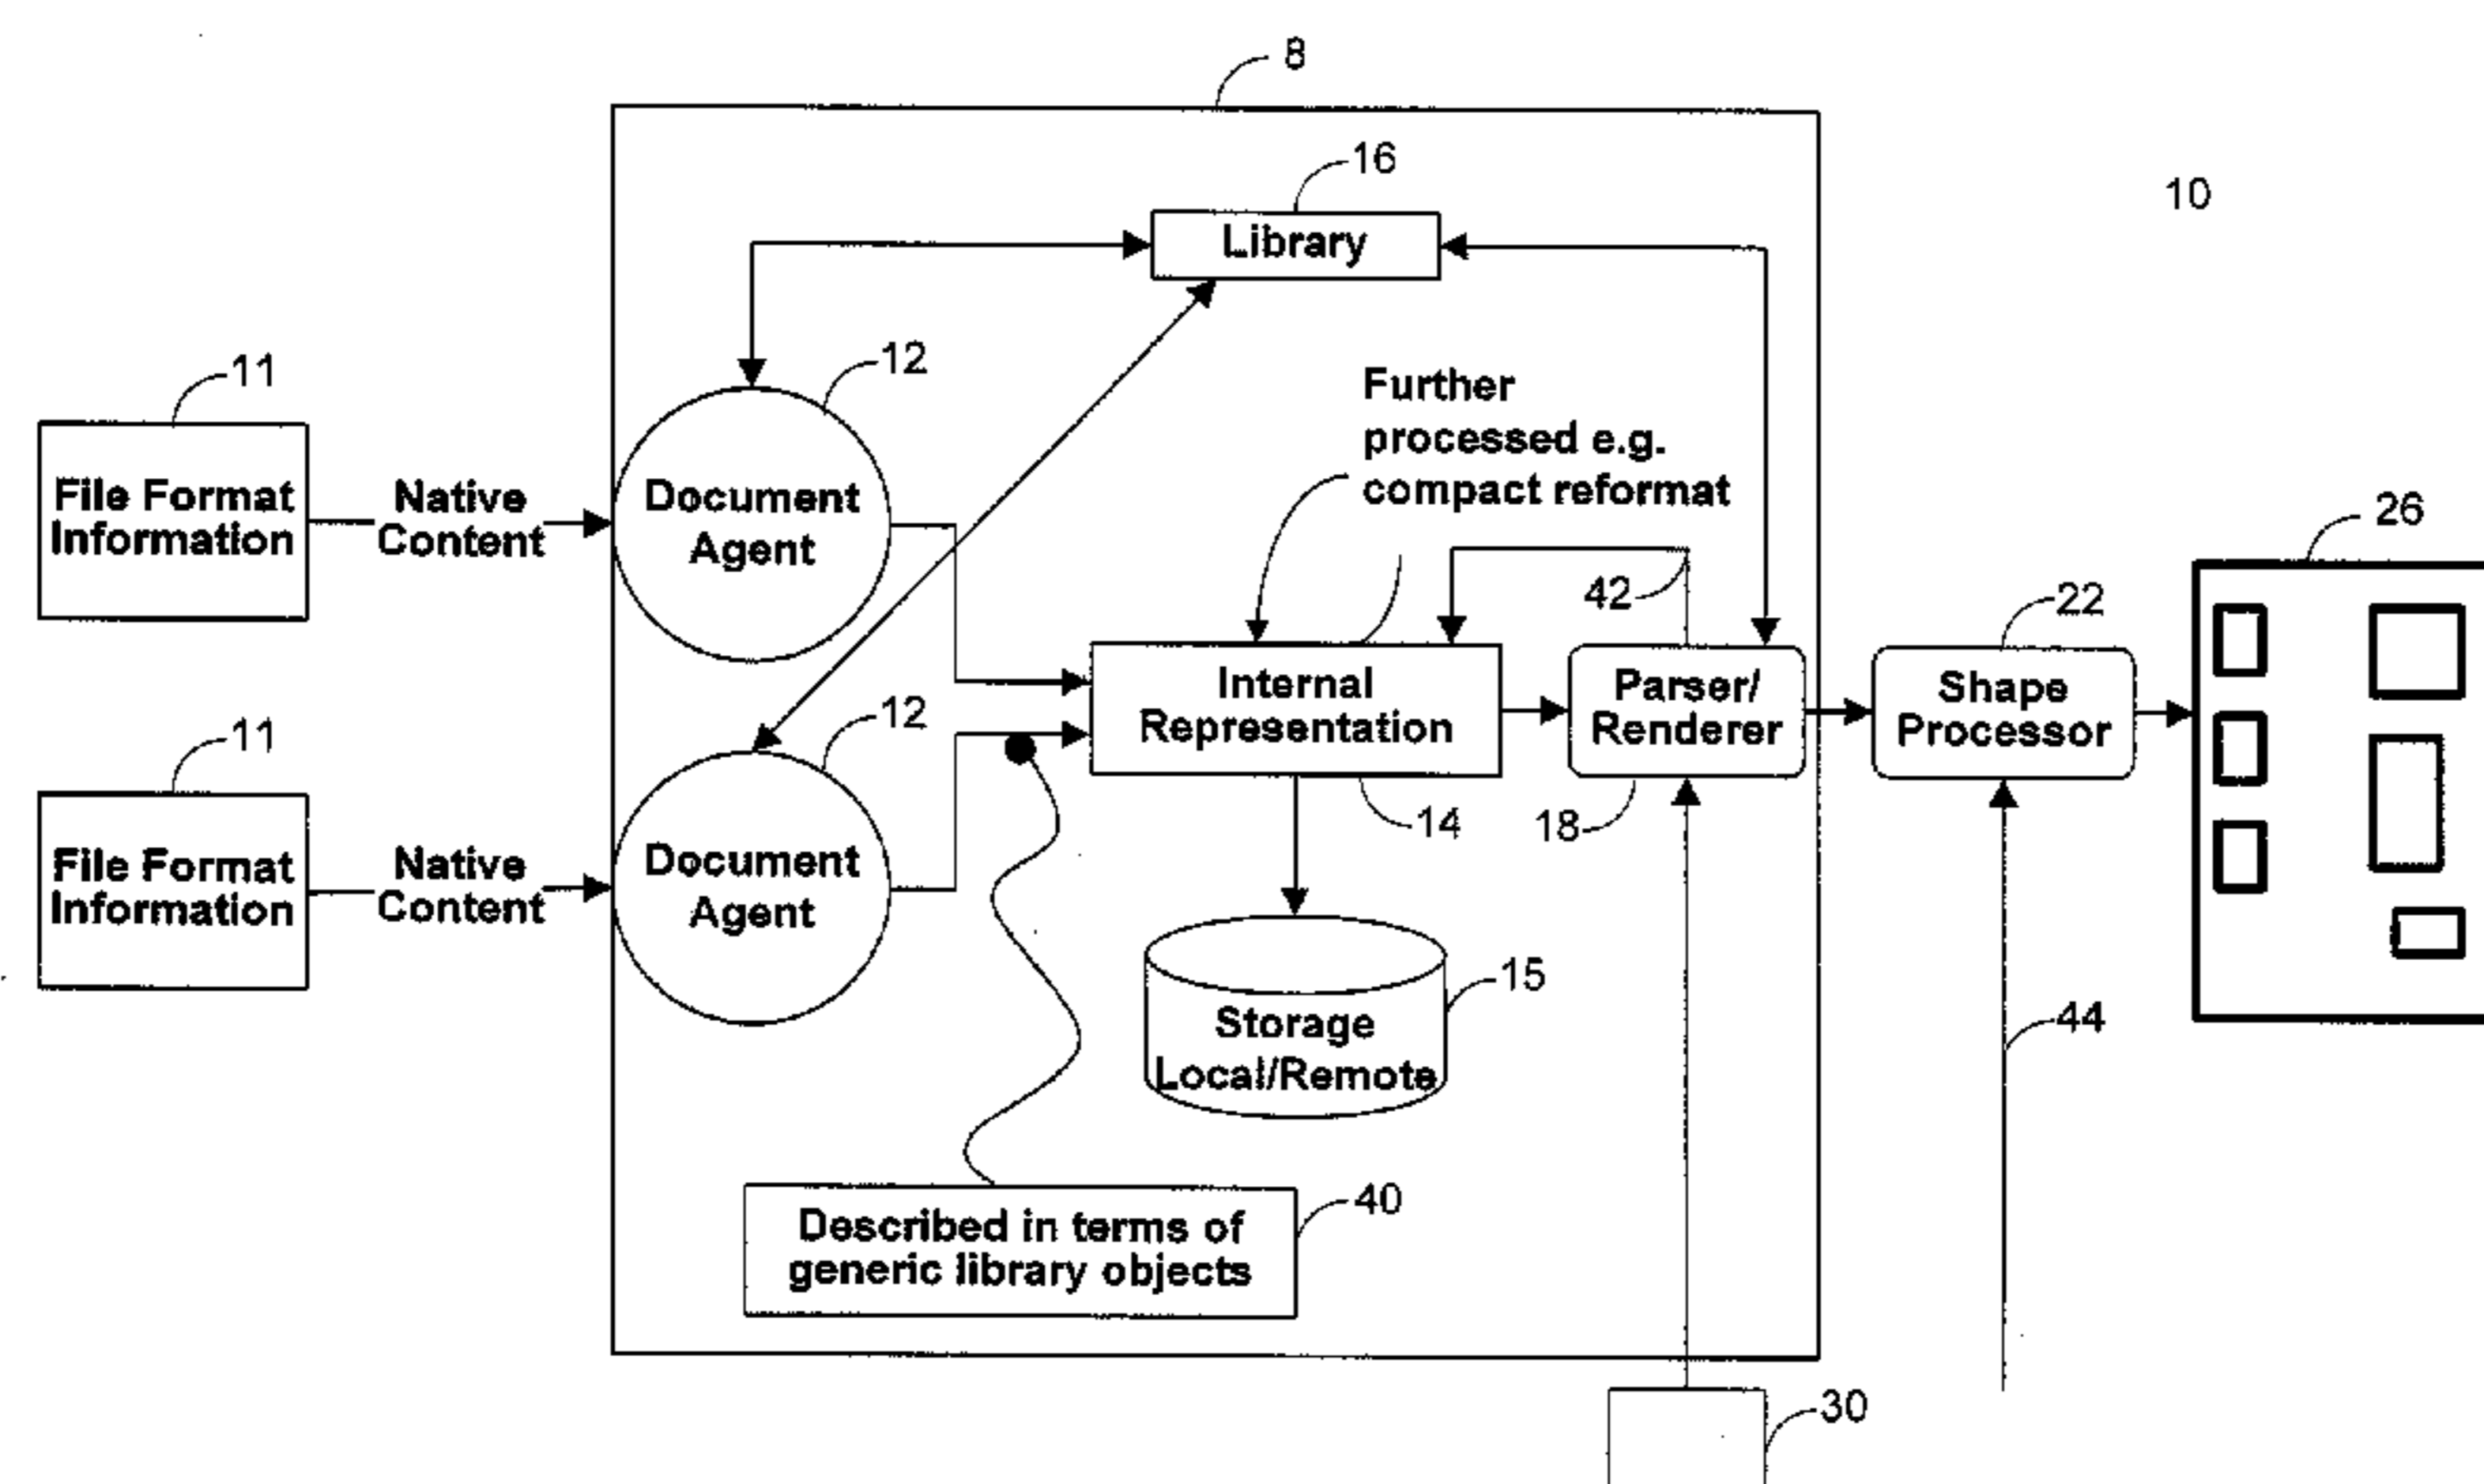 8
16
Library
10
11
12
Further
processed e.g.
compact reformat
File Format
Information
Native
Content
Document
Agent
26
42
22
Internal
Representation
Parser/
Renderer
Shape
Processor
11
12
14
18
File Format
Information
Native
Content
Document
Agent
15
Storage
Local/Remote
44
40
Described in terms of
generic library objects
30